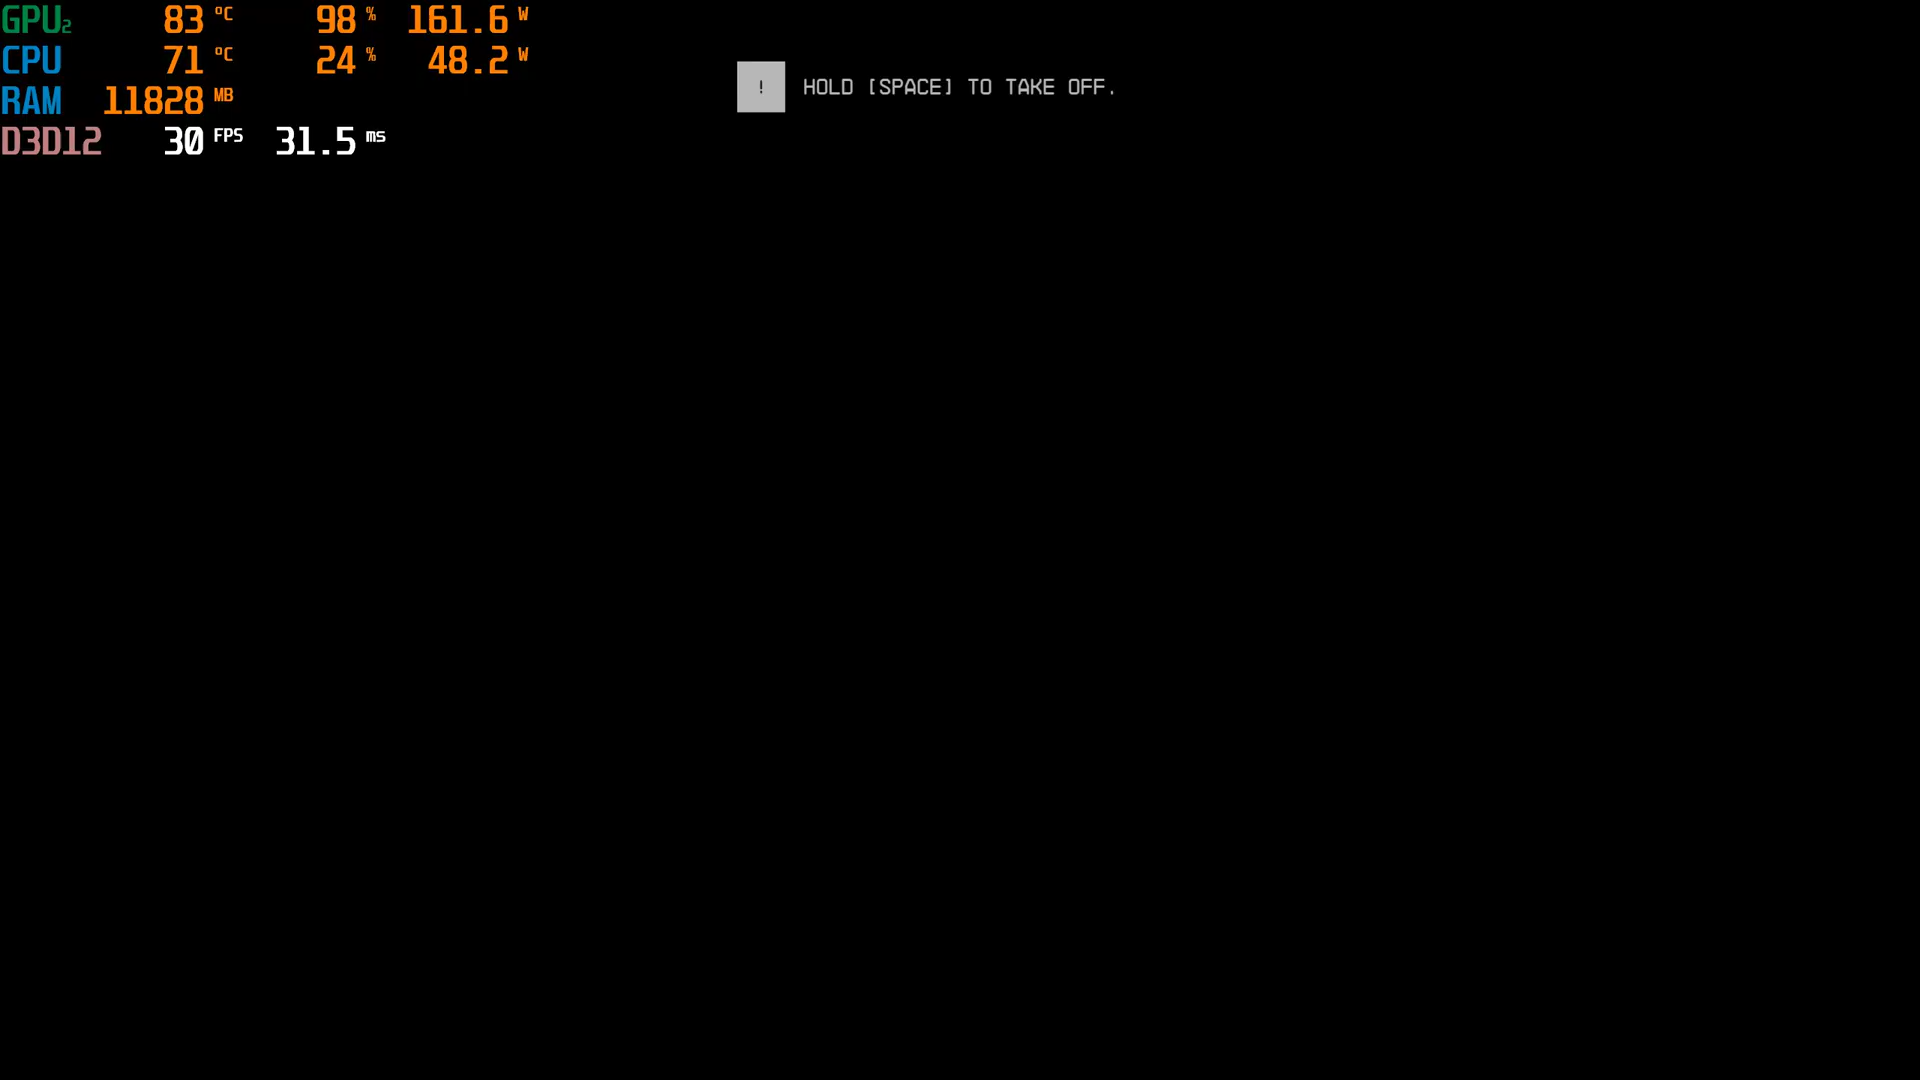 GPU2 83 °C 98 % 161.6 W
CPU 71 °C 24 % 48.2 W
! HOLD [SPACE] TO TAKE OFF.
RAM 11828 MB
D3D12 30 FPS 31.5 ms